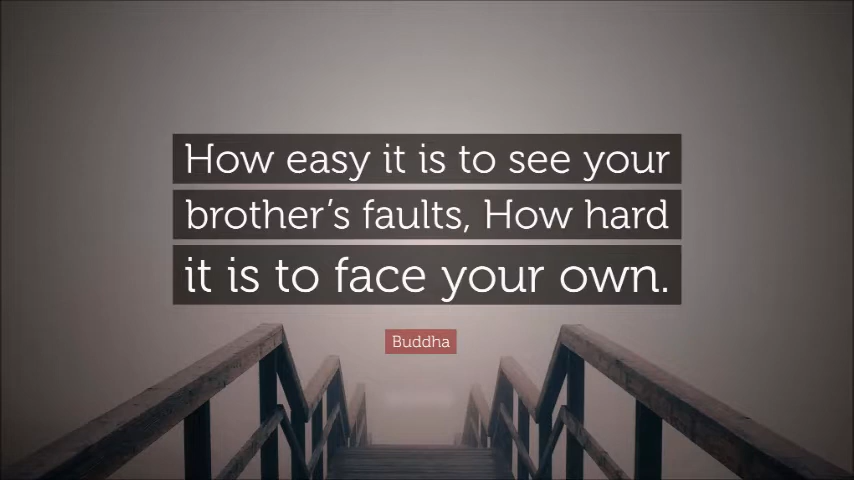 How easy it is to see your
brother’s faults, How hard
it is to face your own.
Buddha